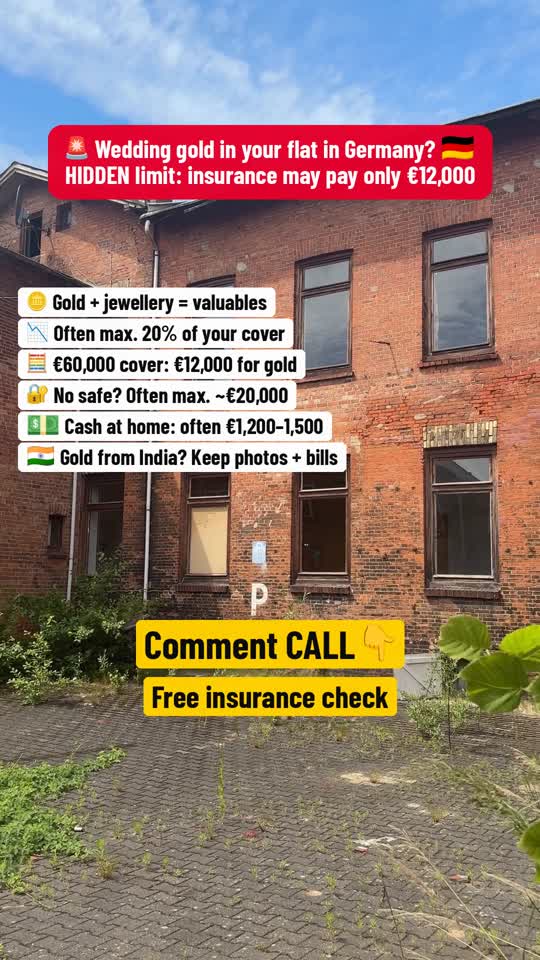 🚨 Wedding gold in your flat in Germany? 🇩🇪
HIDDEN limit: insurance may pay only €12,000
🪙 Gold + jewellery = valuables
📉 Often max. 20% of your cover
🧮 €60,000 cover: €12,000 for gold
🔐 No safe? Often max. ~€20,000
💵 Cash at home: often €1,200–1,500
🇮🇳 Gold from India? Keep photos + bills
P
Comment CALL👇
Free insurance check